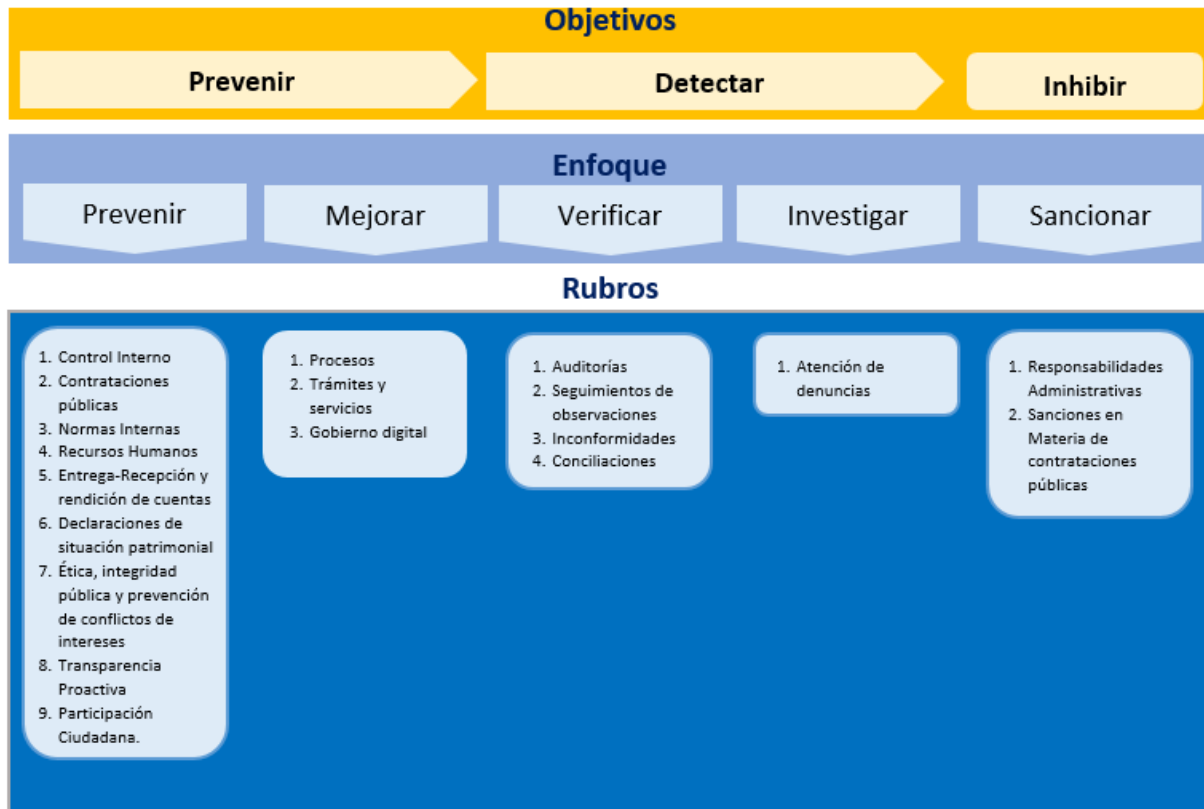 Objetivos
Prevenir
Detectar
Inhibir
Enfoque
Prevenir
Mejorar
Verificar
Investigar
Sancionar
Rubros
1. Control Interno
2. Contrataciones
públicas
3. Normas Internas
4. Recursos Humanos
5. Entrega-Recepción y
rendición de cuentas
6. Declaraciones de
situación patrimonial
7. Ética, integridad
pública y prevención
de conflictos de
intereses
8. Transparencia
Proactiva
9. Participación
Ciudadana.
1. Procesos
2. Trámites y
servicios
3. Gobierno digital
1. Auditorías
2. Seguimientos de
observaciones
3. Inconformidades
4. Conciliaciones
1. Atención de
denuncias
1. Responsabilidades
Administrativas
2. Sanciones en
Materia de
contrataciones
públicas